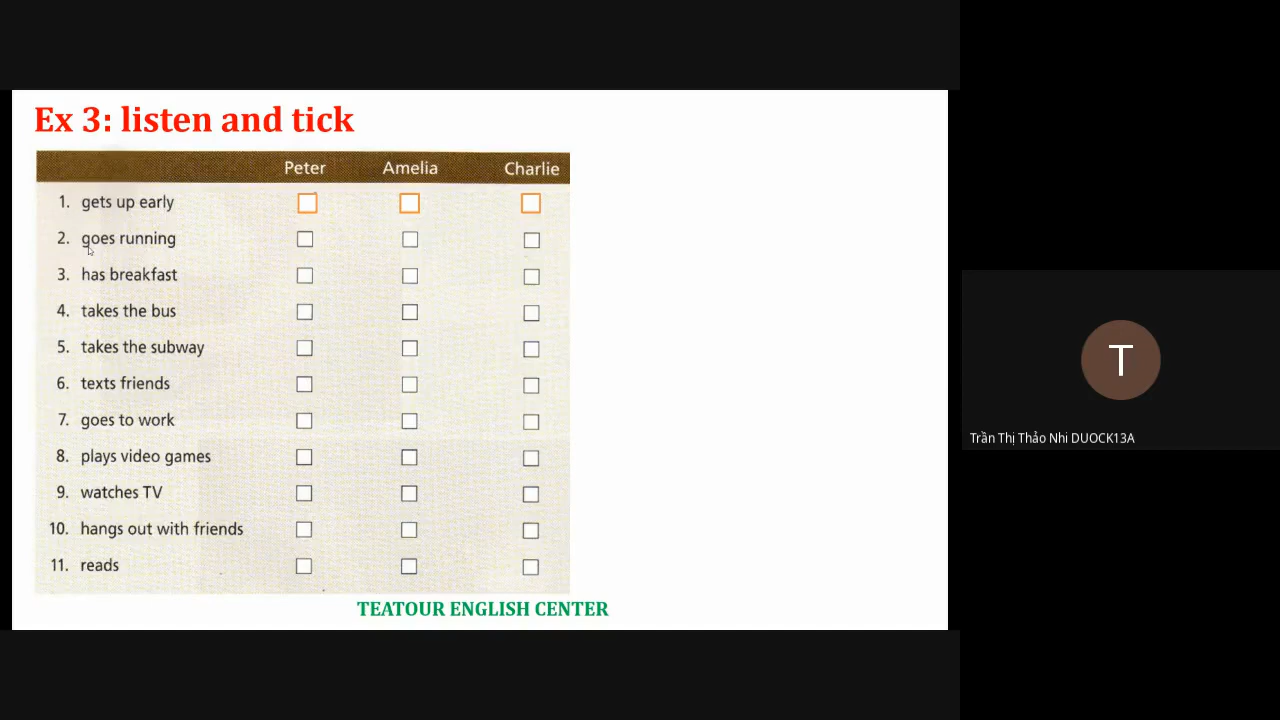 Ex 3: listen and tick
Peter Amelia Charlie
1. gets up early
2. goes running
3. has breakfast
4. takes the bus
5. takes the subway
6. texts friends
7. goes to work
8. plays video games
9. watches TV
10. hangs out with friends
11. reads
TEATOUR ENGLISH CENTER
T
Trần Thị Thảo Nhi DUOCK13A